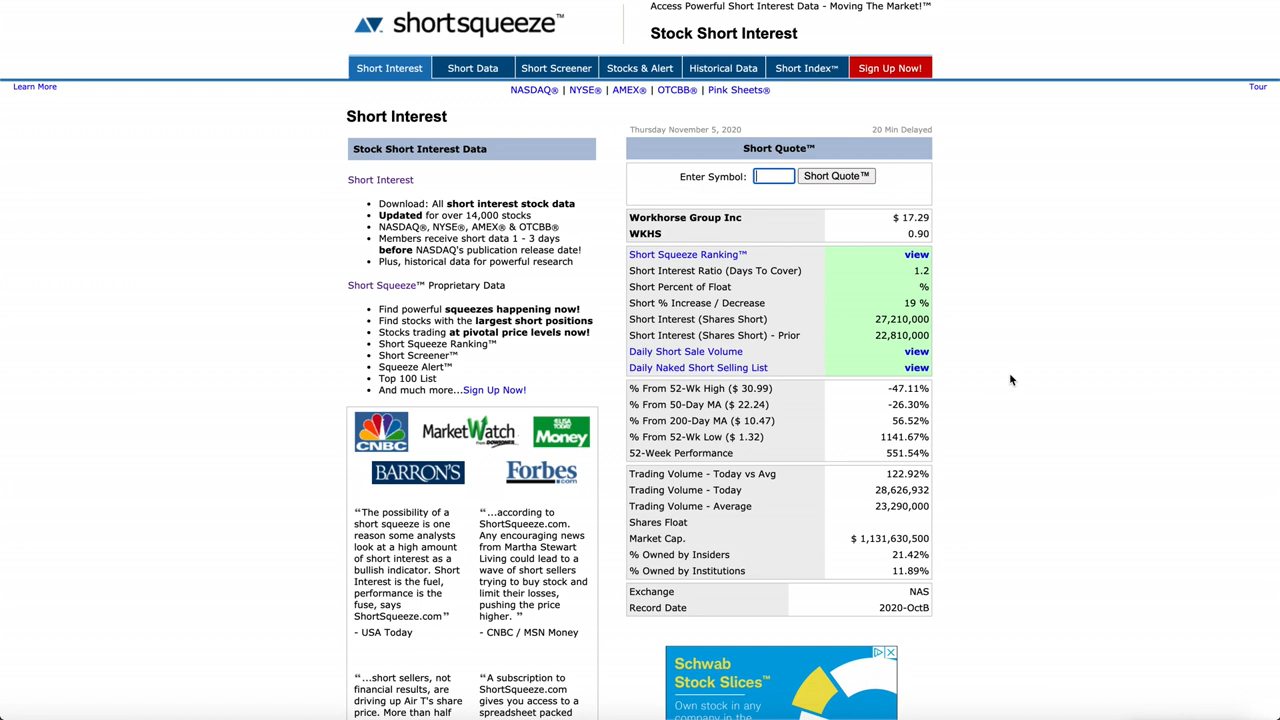 shortsqueeze™
Access Powerful Short Interest Data - Moving The Market!™
Stock Short Interest
Short Interest
Short Data
Short Screener
Stocks & Alert
Historical Data
Short Index™
Sign Up Now!
Learn More
NASDAQ® | NYSE® | AMEX® | OTCBB® | Pink Sheets®
Tour
Short Interest
Stock Short Interest Data
Short Interest
• Download: All short interest stock data
• Updated for over 14,000 stocks
• NASDAQ®, NYSE®, AMEX® & OTCBB®
• Members receive short data 1 - 3 days
before NASDAQ's publication release date!
• Plus, historical data for powerful research
Short Squeeze™ Proprietary Data
• Find powerful squeezes happening now!
• Find stocks with the largest short positions
• Stocks trading at pivotal price levels now!
• Short Squeeze Ranking™
• Short Screener™
• Squeeze Alert™
• Top 100 List
• And much more...Sign Up Now!
CNBC
MarketWatch
USA TODAY
Money
BARRON'S
Forbes
.com
“The possibility of a
short squeeze is one
reason some analysts
look at a high amount
of short interest as a
bullish indicator. Short
Interest is the fuel,
performance is the
fuse, says
ShortSqueeze.com”
- USA Today
“...according to
ShortSqueeze.com.
Any encouraging news
from Martha Stewart
Living could lead to a
wave of short sellers
trying to buy stock and
limit their losses,
pushing the price
higher. ”
- CNBC / MSN Money
“...short sellers, not
financial results, are
driving up Air T's share
price. More than half
“A subscription to
ShortSqueeze.com
gives you access to a
spreadsheet packed
Thursday November 5, 2020
20 Min Delayed
Short Quote™
Enter Symbol:
Short Quote™
Workhorse Group Inc $ 17.29
WKHS 0.90
Short Squeeze Ranking™ view
Short Interest Ratio (Days To Cover) 1.2
Short Percent of Float %
Short % Increase / Decrease 19 %
Short Interest (Shares Short) 27,210,000
Short Interest (Shares Short) - Prior 22,810,000
Daily Short Sale Volume view
Daily Naked Short Selling List view
% From 52-Wk High ($ 30.99) -47.11%
% From 50-Day MA ($ 22.24) -26.30%
% From 200-Day MA ($ 10.47) 56.52%
% From 52-Wk Low ($ 1.32) 1141.67%
52-Week Performance 551.54%
Trading Volume - Today vs Avg 122.92%
Trading Volume - Today 28,626,932
Trading Volume - Average 23,290,000
Shares Float
Market Cap. $ 1,131,630,500
% Owned by Insiders 21.42%
% Owned by Institutions 11.89%
Exchange NAS
Record Date 2020-OctB
Schwab
Stock Slices™
Own stock in any
company in the